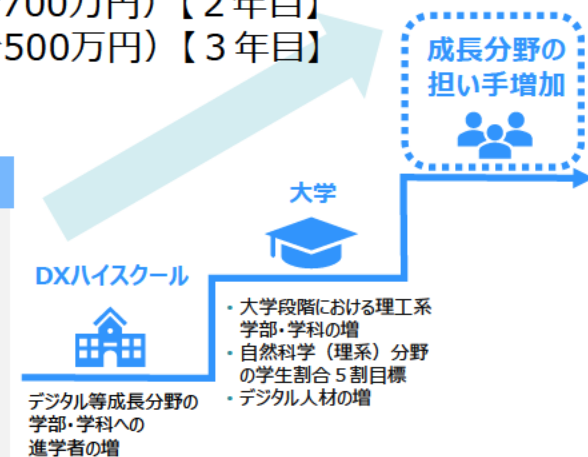 700万円)【２年目】
500万円)【３年目】
成長分野の
担い手増加
大学
DXハイスクール
・大学段階における理工系
学部・学科の増
・自然科学（理系）分野
の学生割合５割目標
・デジタル人材の増
デジタル等成長分野の
学部・学科への
進学者の増